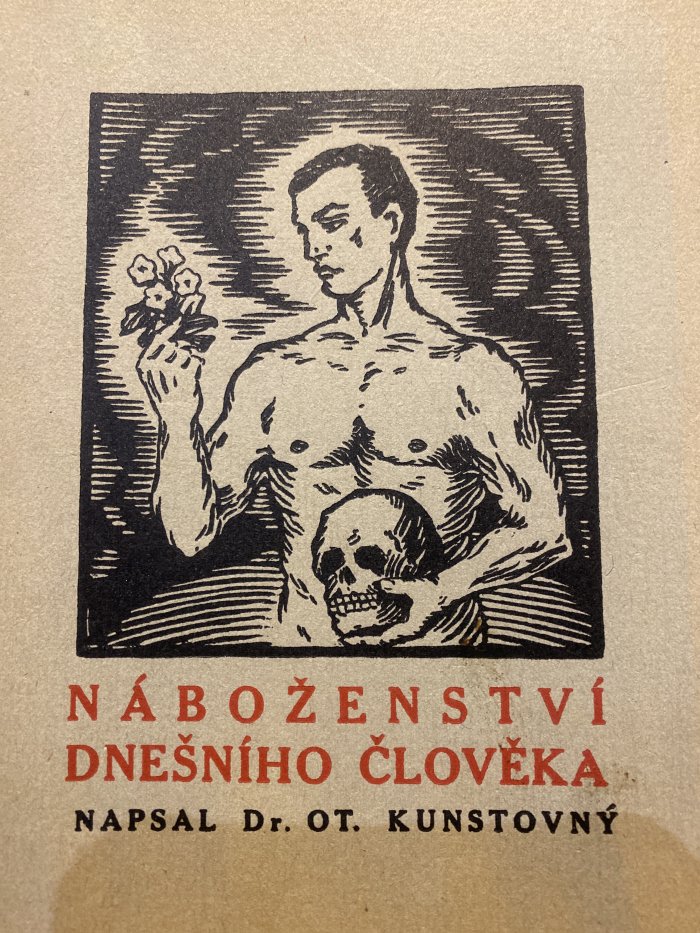 NÁBOŽENSTVÍ
DNEŠNÍHO ČLOVĚKA
NAPSAL Dr. OT. KUNSTOVNÝ